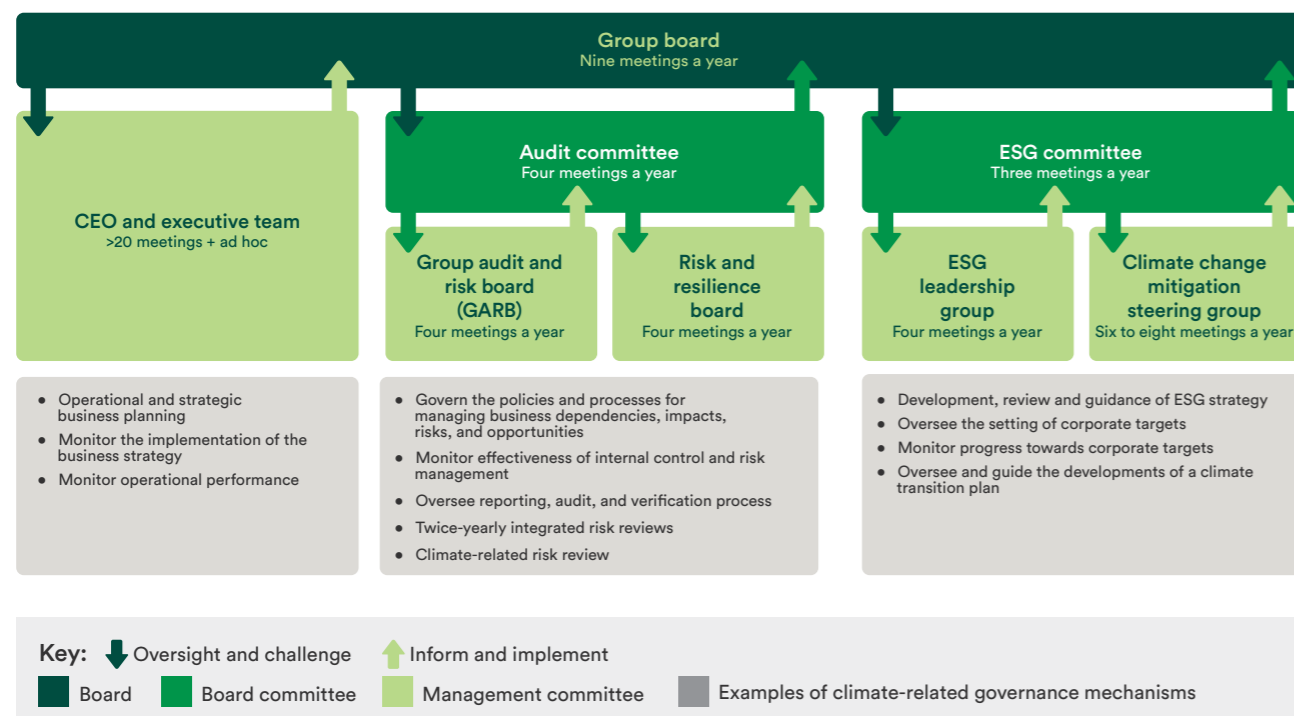 Group board
Nine meetings a year
CEO and executive team
>20 meetings + ad hoc
Audit committee
Four meetings a year
Group audit and
risk board
(GARB)
Four meetings a year
Risk and
resilience
board
Four meetings a year
ESG committee
Three meetings a year
ESG
leadership
group
Four meetings a year
Climate change
mitigation
steering group
Six to eight meetings a year
● Operational and strategic
business planning
● Monitor the implementation of the
business strategy
● Monitor operational performance
● Govern the policies and processes for
managing business dependencies, impacts,
risks, and opportunities
● Monitor effectiveness of internal control and risk
management
● Oversee reporting, audit, and verification process
● Twice-yearly integrated risk reviews
● Climate-related risk review
● Development, review and guidance of ESG strategy
● Oversee the setting of corporate targets
● Monitor progress towards corporate targets
● Oversee and guide the developments of a climate
transition plan
Key: Oversight and challenge Inform and implement
Board Board committee Management committee Examples of climate-related governance mechanisms